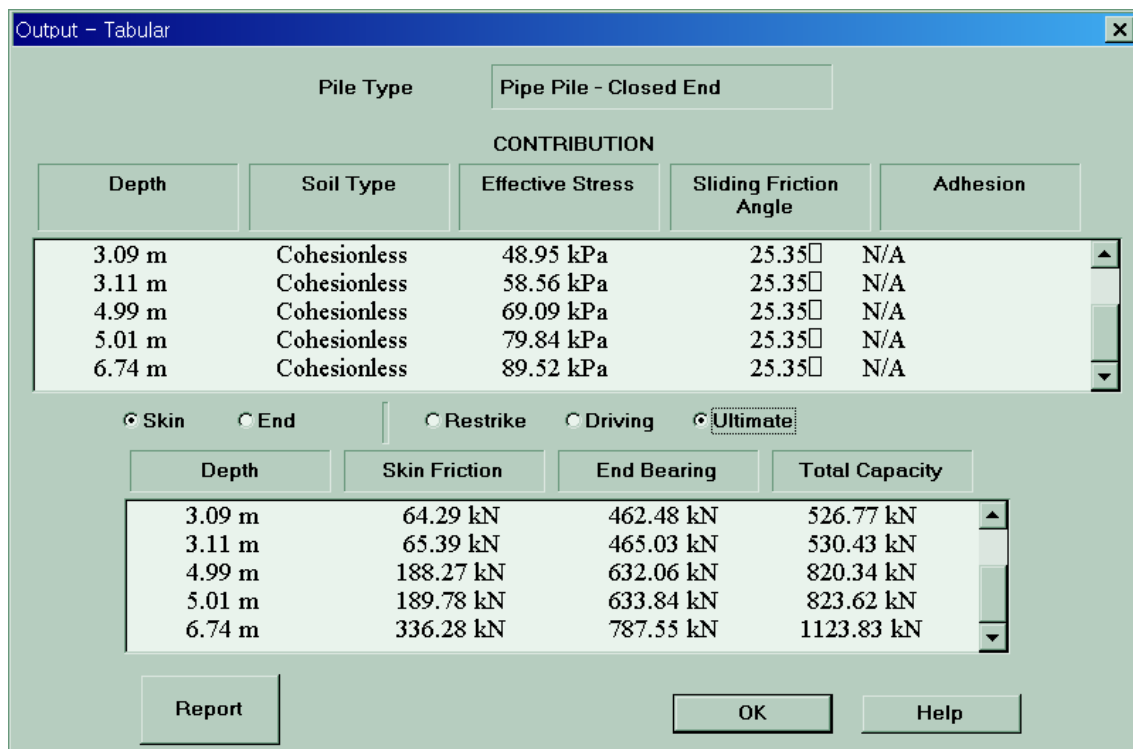 Output - Tabular
Pile Type Pipe Pile - Closed End
CONTRIBUTION
Depth Soil Type Effective Stress Sliding Friction Angle Adhesion
3.09 m Cohesionless 48.95 kPa 25.35□ N/A
3.11 m Cohesionless 58.56 kPa 25.35□ N/A
4.99 m Cohesionless 69.09 kPa 25.35□ N/A
5.01 m Cohesionless 79.84 kPa 25.35□ N/A
6.74 m Cohesionless 89.52 kPa 25.35□ N/A
Skin End Restrike Driving Ultimate
Depth Skin Friction End Bearing Total Capacity
3.09 m 64.29 kN 462.48 kN 526.77 kN
3.11 m 65.39 kN 465.03 kN 530.43 kN
4.99 m 188.27 kN 632.06 kN 820.34 kN
5.01 m 189.78 kN 633.84 kN 823.62 kN
6.74 m 336.28 kN 787.55 kN 1123.83 kN
Report OK Help